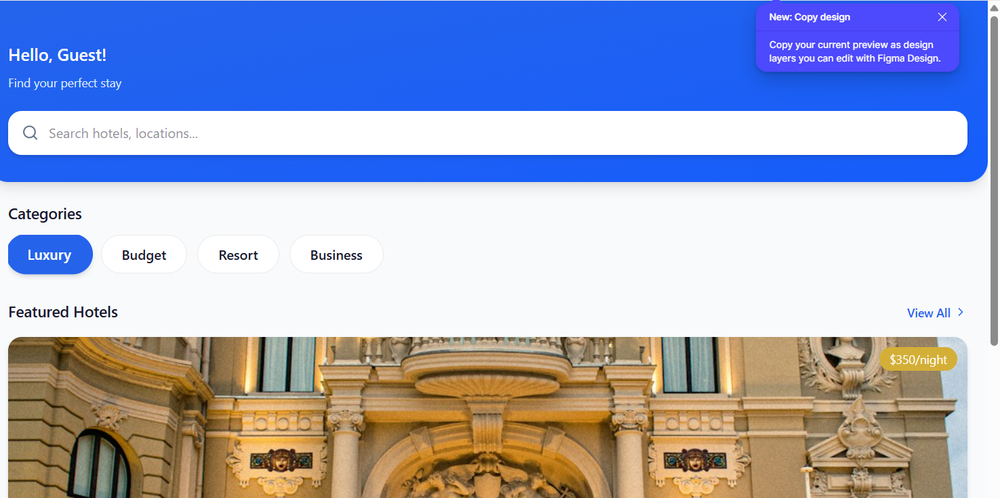 New: Copy design
Copy your current preview as design
layers you can edit with Figma Design.
Hello, Guest!
Find your perfect stay
Search hotels, locations...
Categories
Luxury
Budget
Resort
Business
Featured Hotels
View All
$350/night